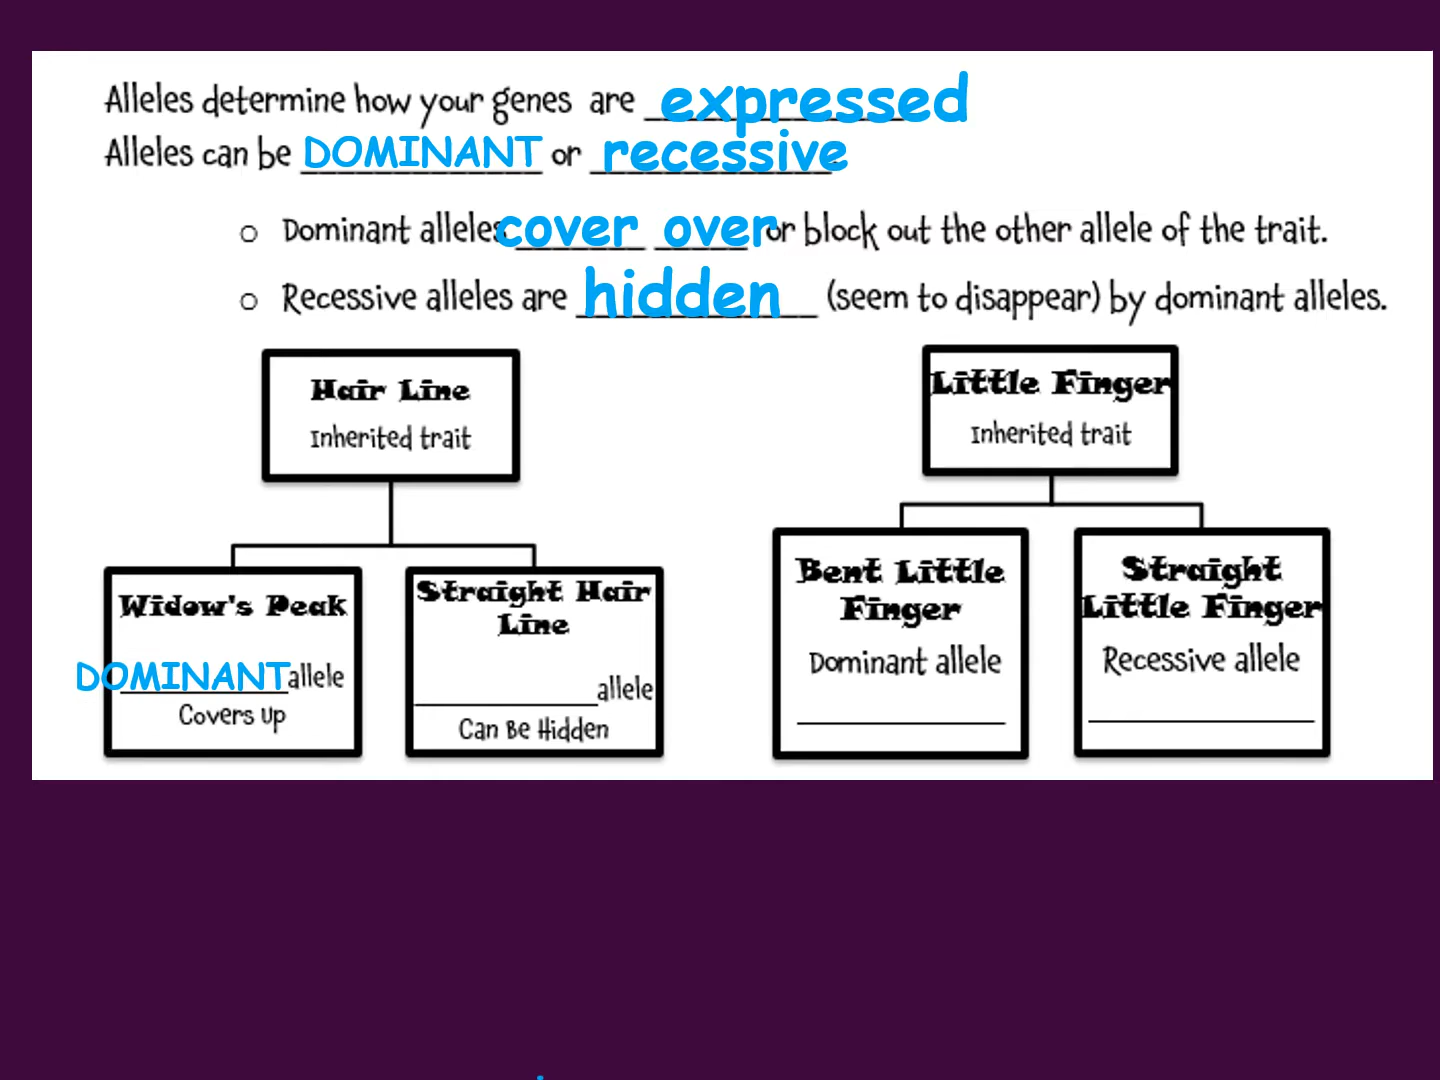 Alleles determine how your genes are expressed
Alleles can be DOMINANT or recessive
Dominant alleles cover over or block out the other allele of the trait.
Recessive alleles are hidden (seem to disappear) by dominant alleles.
Hair Line
Inherited trait
Widow's Peak
DOMINANT allele
Covers Up
Straight Hair
Line
allele
Can Be Hidden
Little Finger
Inherited trait
Bent Little
Finger
Dominant allele
Straight
Little Finger
Recessive allele